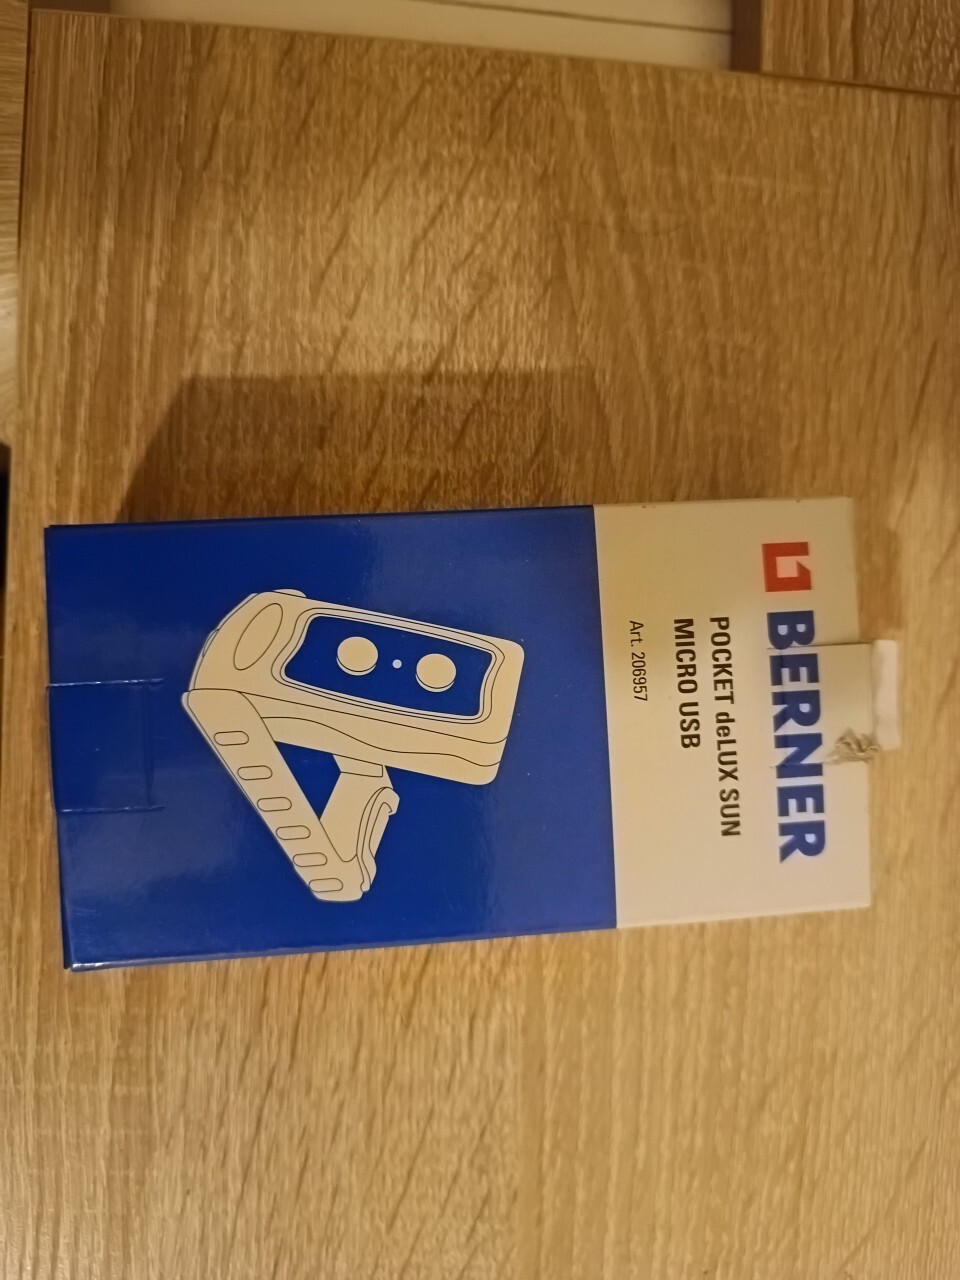 BERNER
POCKET deLUX SUN
MICRO USB
Art. 206957